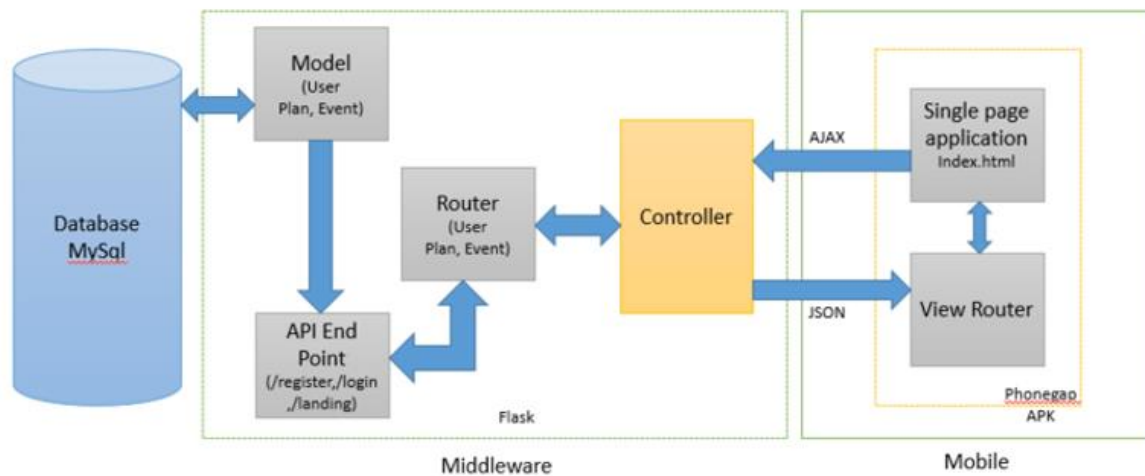 Database
MySql
Model
(User
Plan, Event)
API End
Point
(/register,/login
,/landing)
Router
(User
Plan, Event)
Controller
Flask
Middleware
AJAX
JSON
Single page
application
Index.html
View Router
Phonegap
APK
Mobile